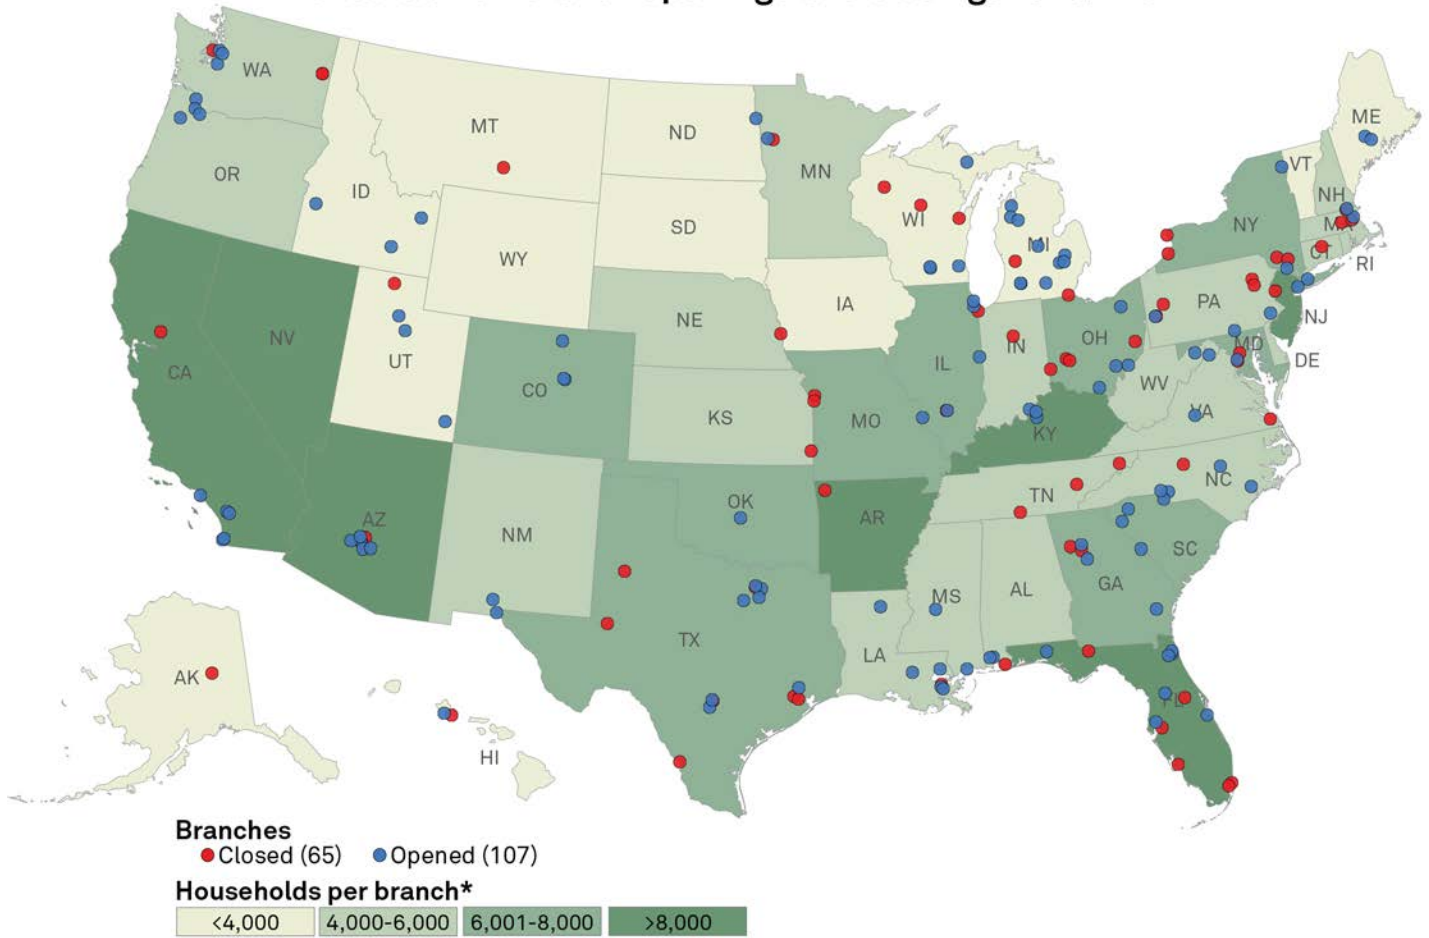 WA
MT
ND
MN
ME
VT
NH
OR
ID
WI
NY
MA
SD
MI
CT
RI
WY
IA
PA
NE
NJ
NV
OH
IN
MD
UT
IL
DE
CA
CO
WV
KS
MO
VA
KY
NC
TN
OK
AZ
AR
NM
SC
GA
MS
AL
TX
LA
AK
FL
HI
Branches
Closed (65) Opened (107)
Households per branch*
<4,000 4,000-6,000 6,001-8,000 >8,000